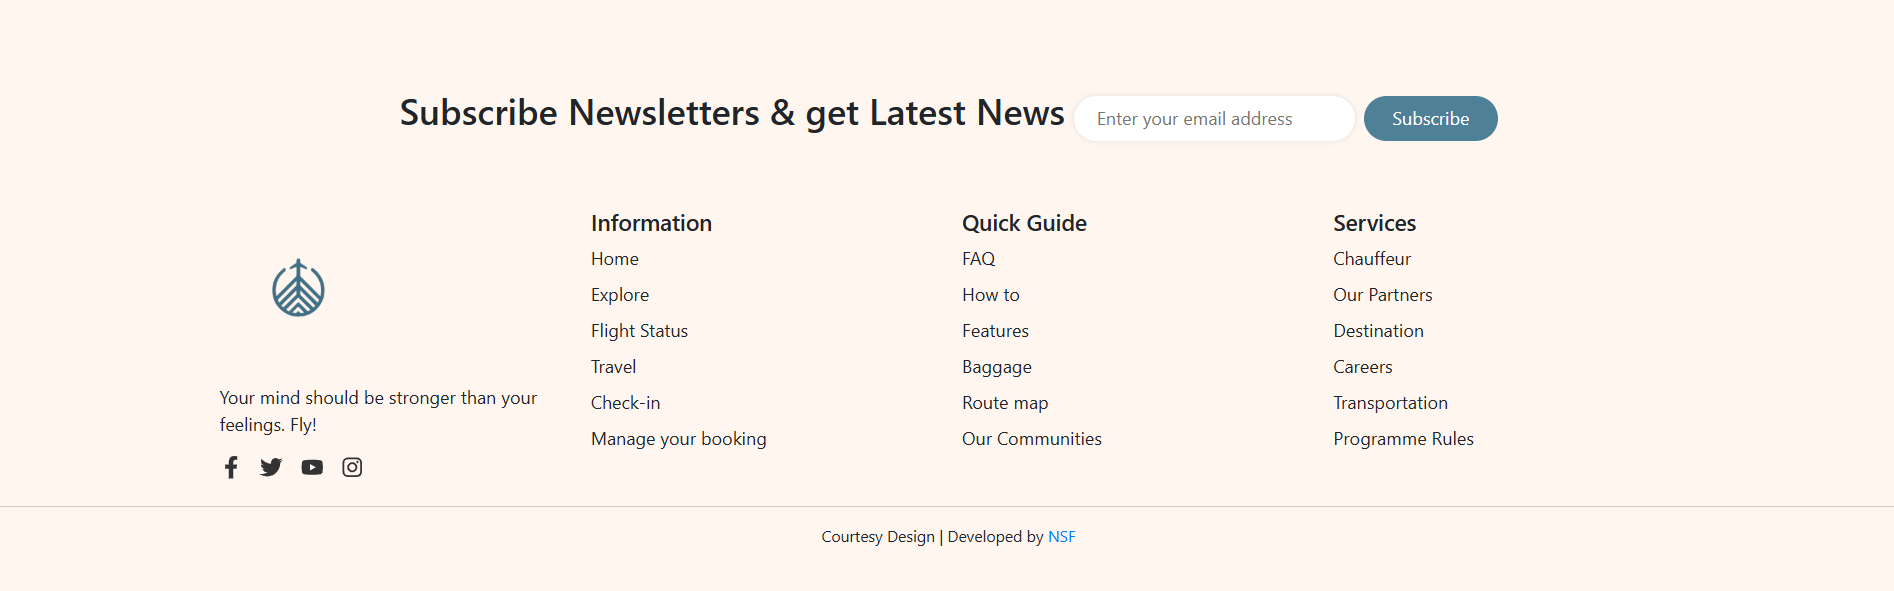 Subscribe Newsletters & get Latest News
Enter your email address
Subscribe
Your mind should be stronger than your
feelings. Fly!
Information
Home
Explore
Flight Status
Travel
Check-in
Manage your booking
Quick Guide
FAQ
How to
Features
Baggage
Route map
Our Communities
Services
Chauffeur
Our Partners
Destination
Careers
Transportation
Programme Rules
Courtesy Design | Developed by NSF